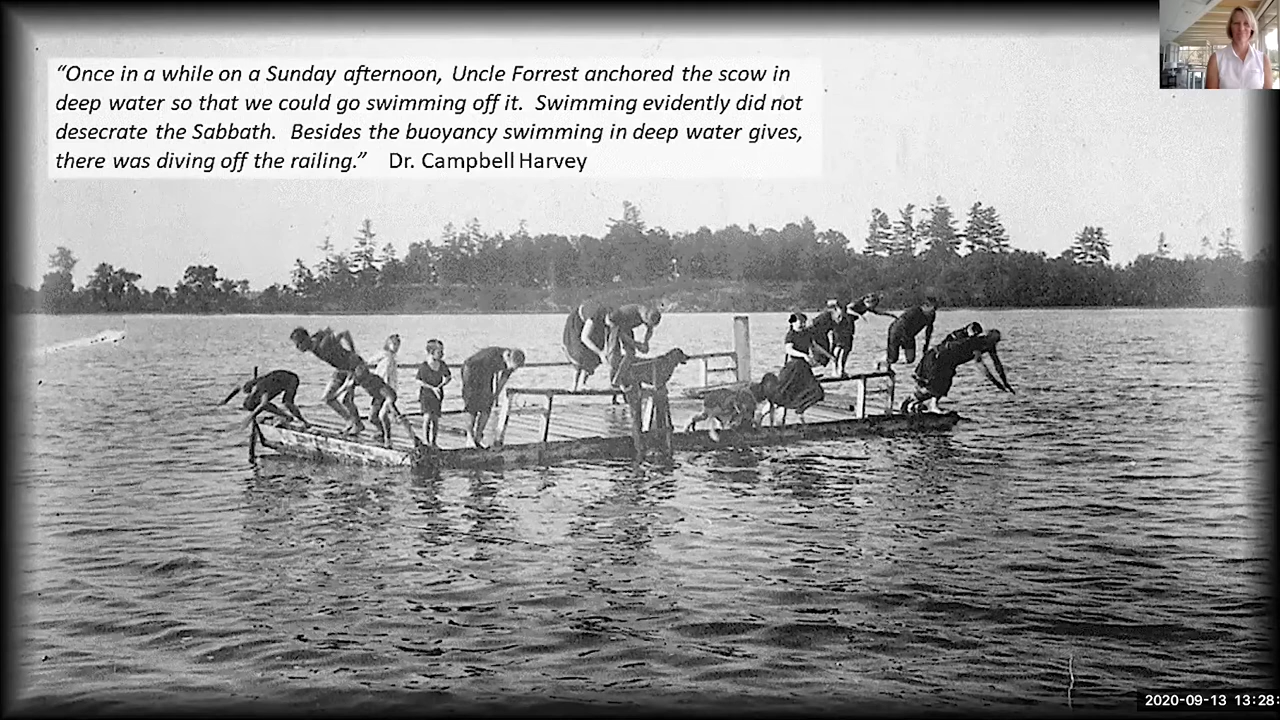 “Once in a while on a Sunday afternoon, Uncle Forrest anchored the scow in
deep water so that we could go swimming off it.  Swimming evidently did not
desecrate the Sabbath.  Besides the buoyancy swimming in deep water gives,
there was diving off the railing.”    Dr. Campbell Harvey
2020-09-13 13:28: